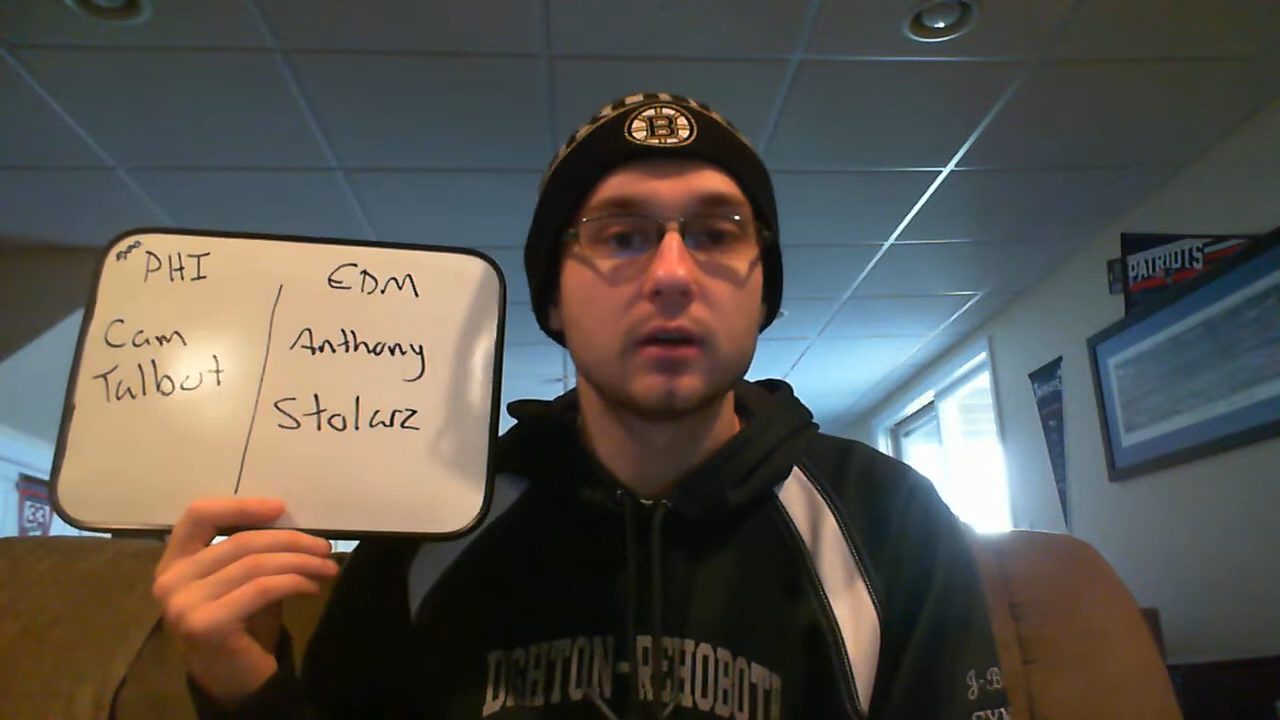 PHI
EDM
Cam
Talbot
Anthony
Stolarz
B
PATRIOTS
DIGHTON-REHOBOTH
J-B